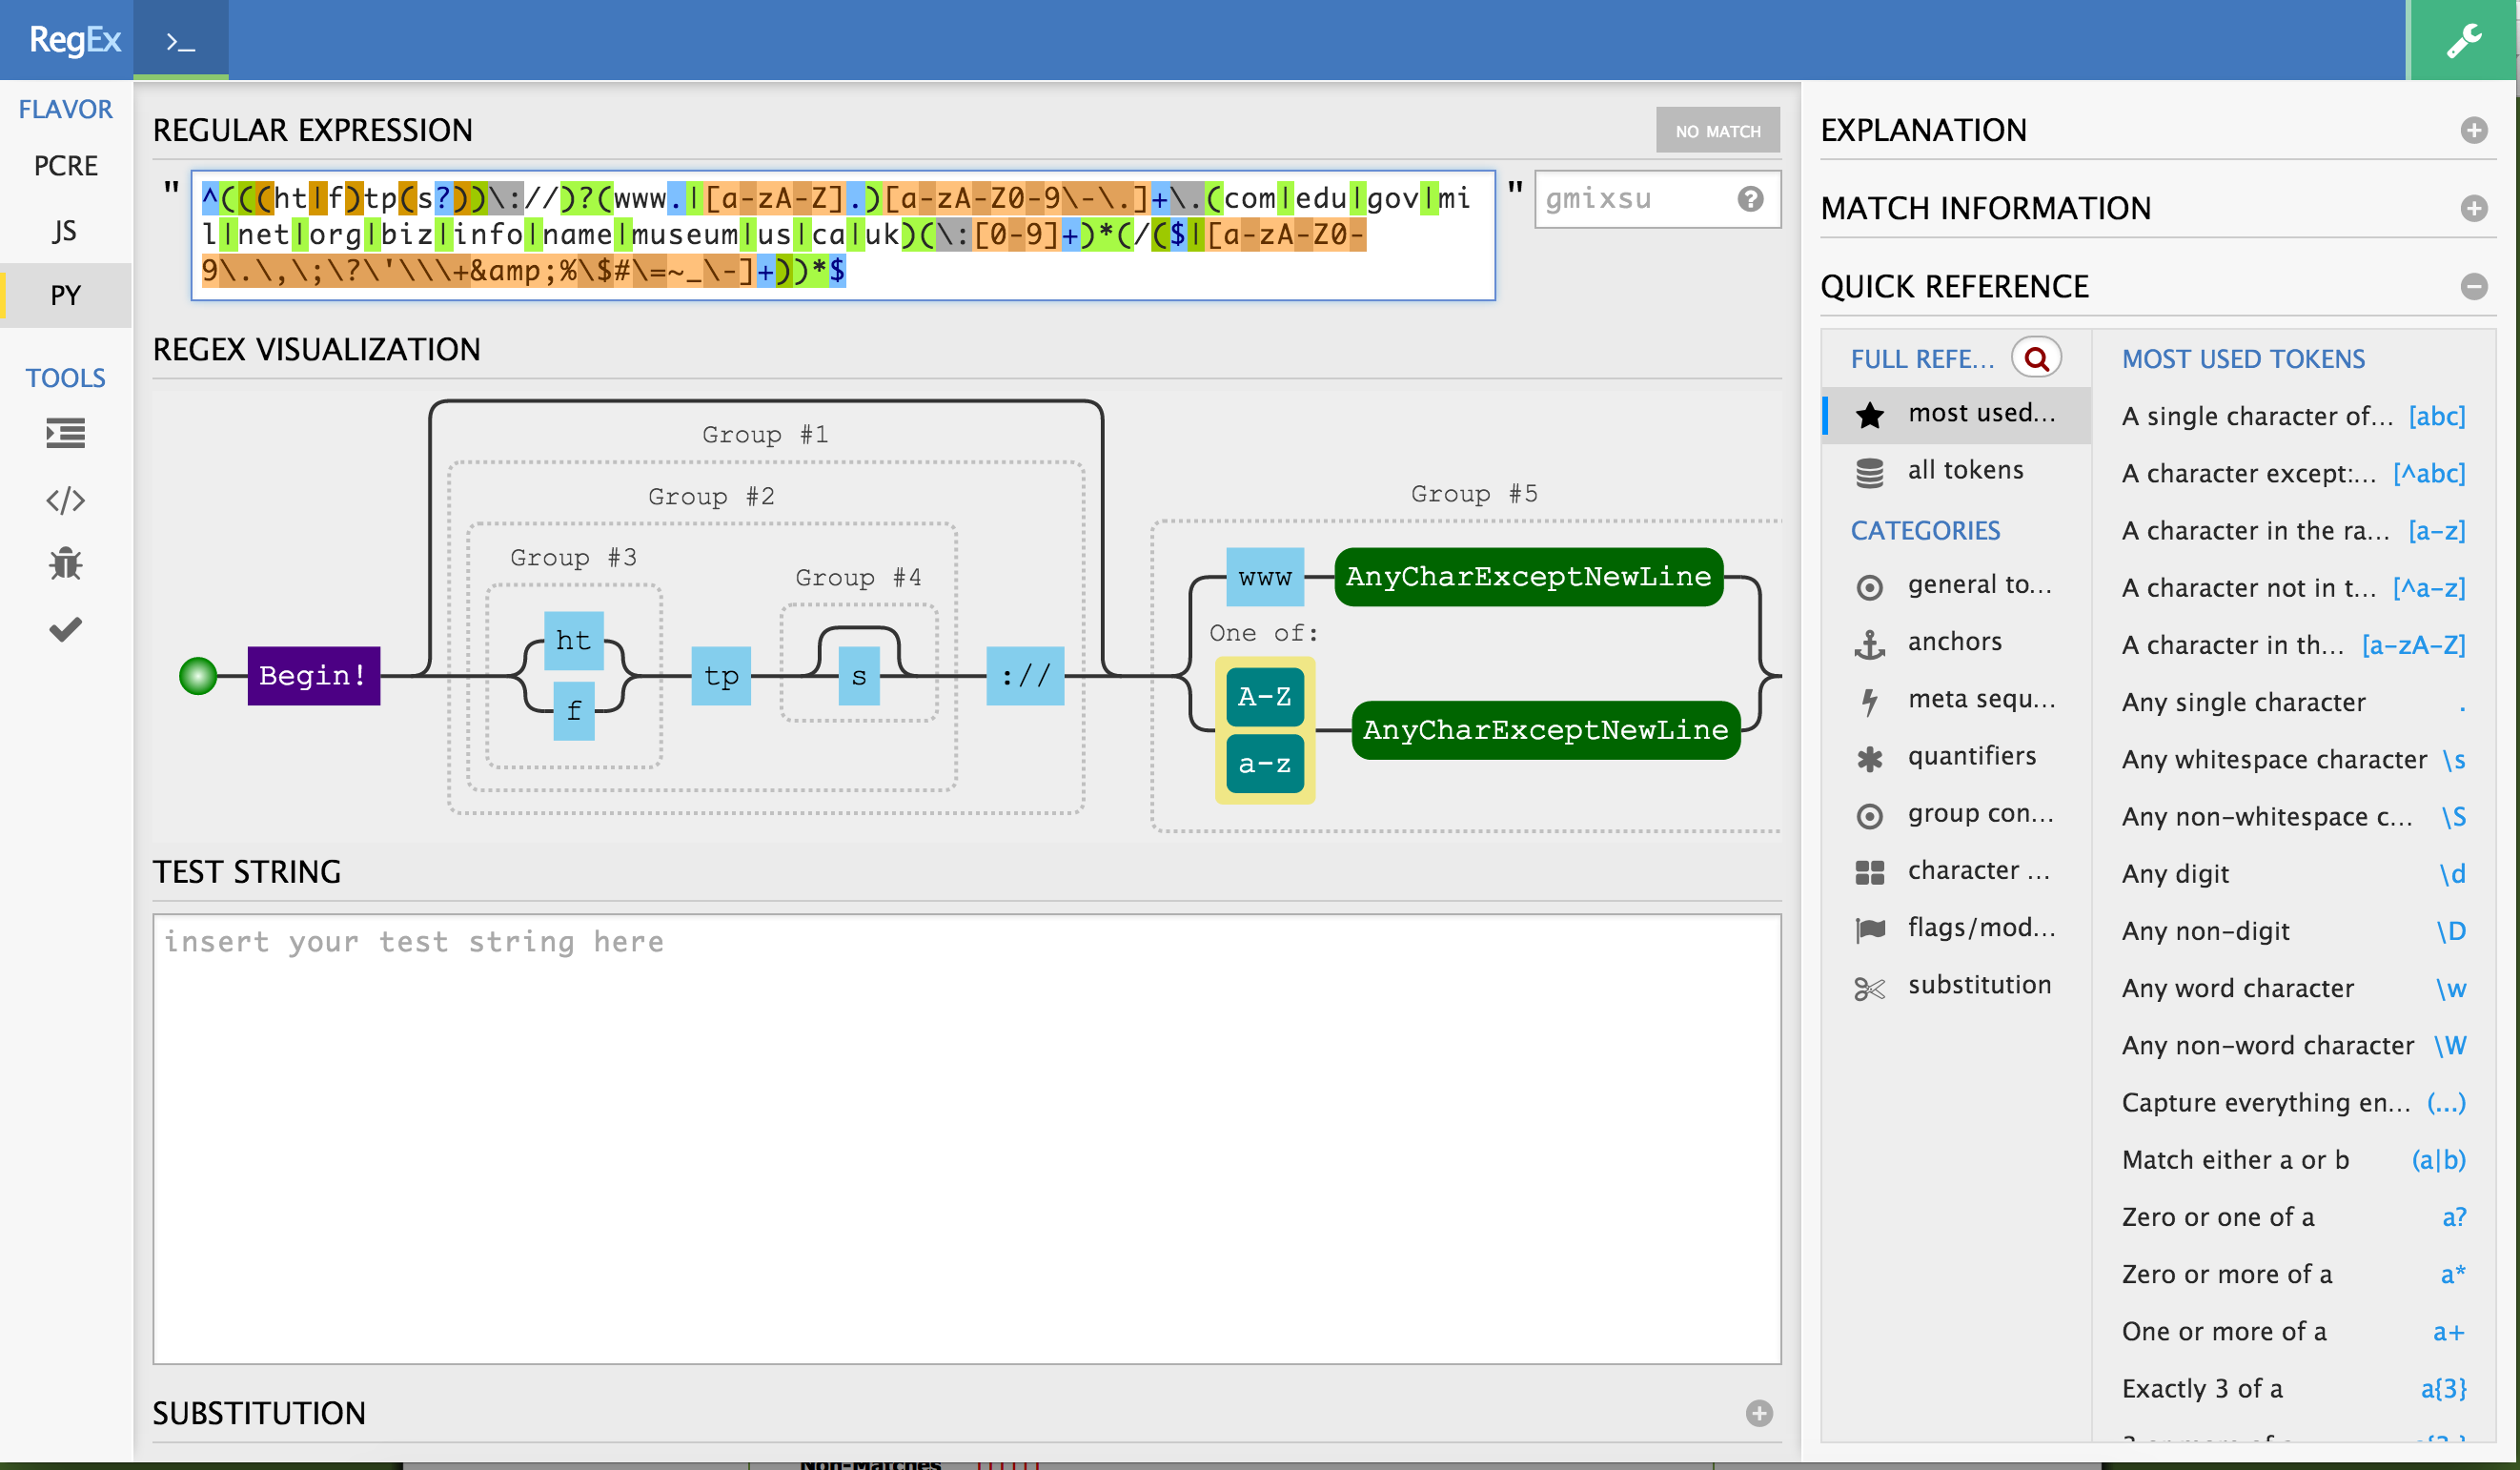 RegEx >_
FLAVOR
PCRE
JS
PY
TOOLS
REGULAR EXPRESSION
NO MATCH
" ^(((ht|f)tp(s?))\://)?(www.|[a-zA-Z].)[a-zA-Z0-9\-\.]+\.(com|edu|gov|mi
l|net|org|biz|info|name|museum|us|ca|uk)(\:[0-9]+)*(/($|[a-zA-Z0-
9\.\,\;\?\'\\\+&amp;%\$#\=~_\-]+))*$
" gmixsu
REGEX VISUALIZATION
Group #1
Group #2
Group #3
Group #4
Group #5
Begin!
ht
f
tp
s
://
www
AnyCharExceptNewLine
One of:
A-Z
a-z
AnyCharExceptNewLine
TEST STRING
insert your test string here
SUBSTITUTION
EXPLANATION
MATCH INFORMATION
QUICK REFERENCE
FULL REFE...
most used...
all tokens
CATEGORIES
general to...
anchors
meta sequ...
quantifiers
group con...
character ...
flags/mod...
substitution
MOST USED TOKENS
A single character of... [abc]
A character except:... [^abc]
A character in the ra... [a-z]
A character not in t... [^a-z]
A character in th... [a-zA-Z]
Any single character .
Any whitespace character \s
Any non-whitespace c... \S
Any digit \d
Any non-digit \D
Any word character \w
Any non-word character \W
Capture everything en... (...)
Match either a or b (a|b)
Zero or one of a a?
Zero or more of a a*
One or more of a a+
Exactly 3 of a a{3}
Non-Matches